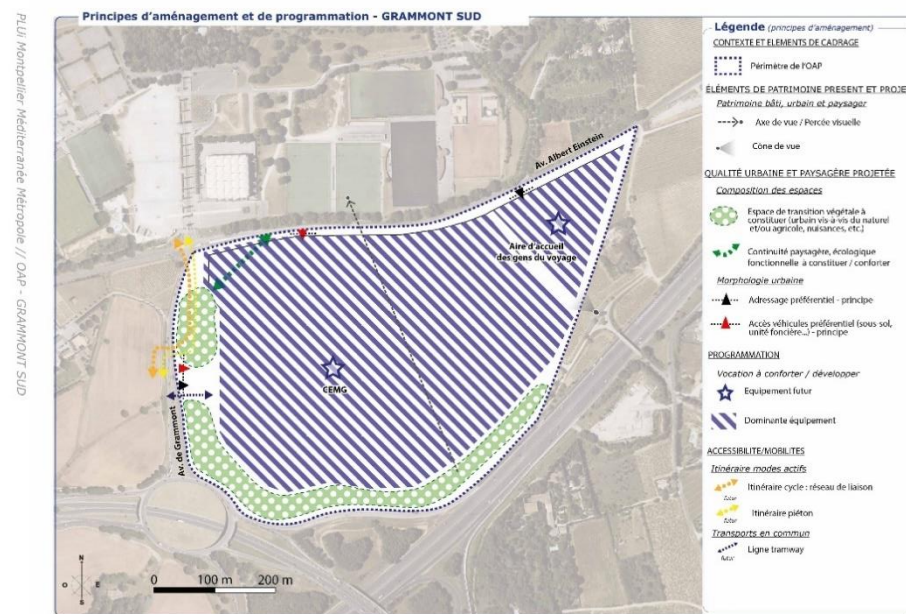 PLUi Montpellier Méditerranée Métropole // OAP - GRAMMONT SUD
Principes d'aménagement et de programmation - GRAMMONT SUD
Av. Albert Einstein
Aire d'accueil
des gens du voyage
CEMG
Av. de Grammont
N
O
E
S
0
100 m
200 m
Légende (principes d'aménagement)
CONTEXTE ET ELEMENTS DE CADRAGE
Périmètre de l'OAP
ÉLÉMENTS DE PATRIMOINE PRESENT ET PROJE
Patrimoine bâti, urbain et paysager
Axe de vue / Percée visuelle
Cône de vue
QUALITÉ URBAINE ET PAYSAGÈRE PROJETÉE
Composition des espaces
Espace de transition végétale à
constituer (urbain vis-à-vis du naturel
et/ou agricole, nuisances, etc.)
Continuité paysagère, écologique
fonctionnelle à constituer / conforter
Morphologie urbaine
Adressage préférentiel - principe
Accès véhicules préférentiel (sous sol,
unité foncière...) - principe
PROGRAMMATION
Vocation à conforter / développer
Equipement futur
Dominante équipement
ACCESSIBILITE/MOBILITES
Itinéraire modes actifs
Itinéraire cycle : réseau de liaison
futur
Itinéraire piéton
futur
Transports en commun
Ligne tramway
futur